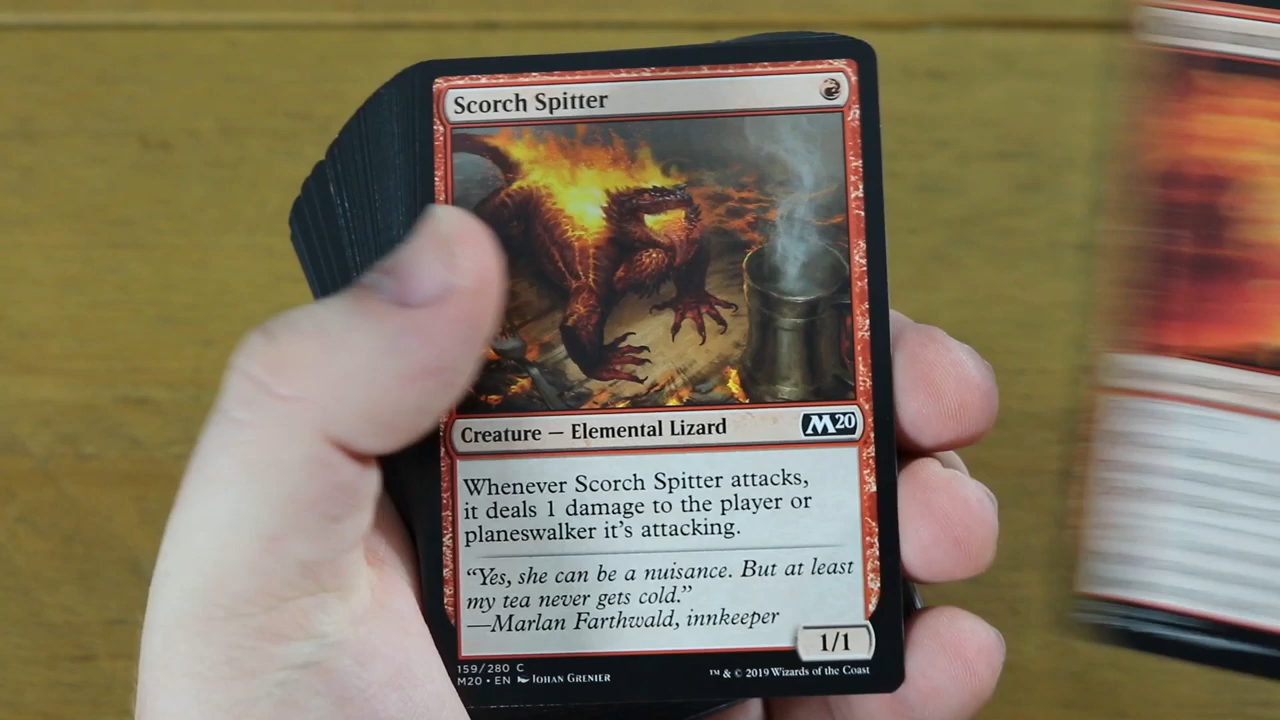 Scorch Spitter
Creature — Elemental Lizard
M20
Whenever Scorch Spitter attacks,
it deals 1 damage to the player or
planeswalker it's attacking.
“Yes, she can be a nuisance. But at least
my tea never gets cold.”
—Marlan Farthwald, innkeeper
1/1
159/280 C
M20 • EN Johan Grenier
™ & © 2019 Wizards of the Coast